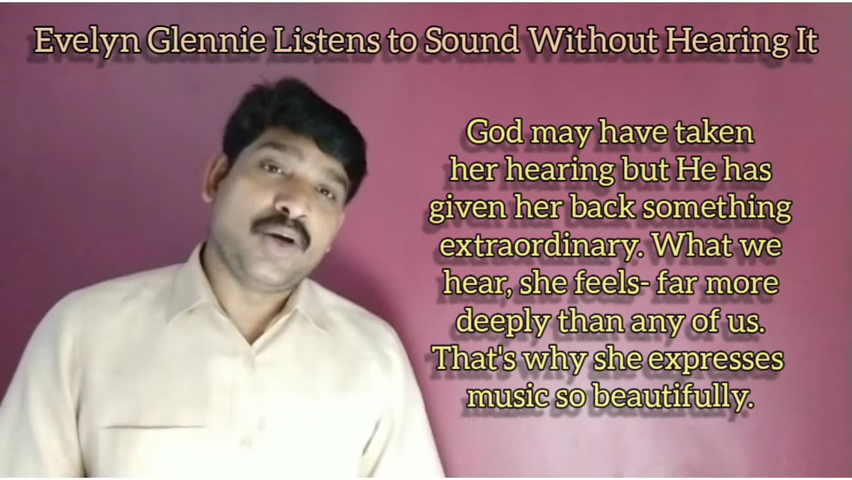 Evelyn Glennie Listens to Sound Without Hearing It
God may have taken
her hearing but He has
given her back something
extraordinary. What we
hear, she feels- far more
deeply than any of us.
That's why she expresses
music so beautifully.